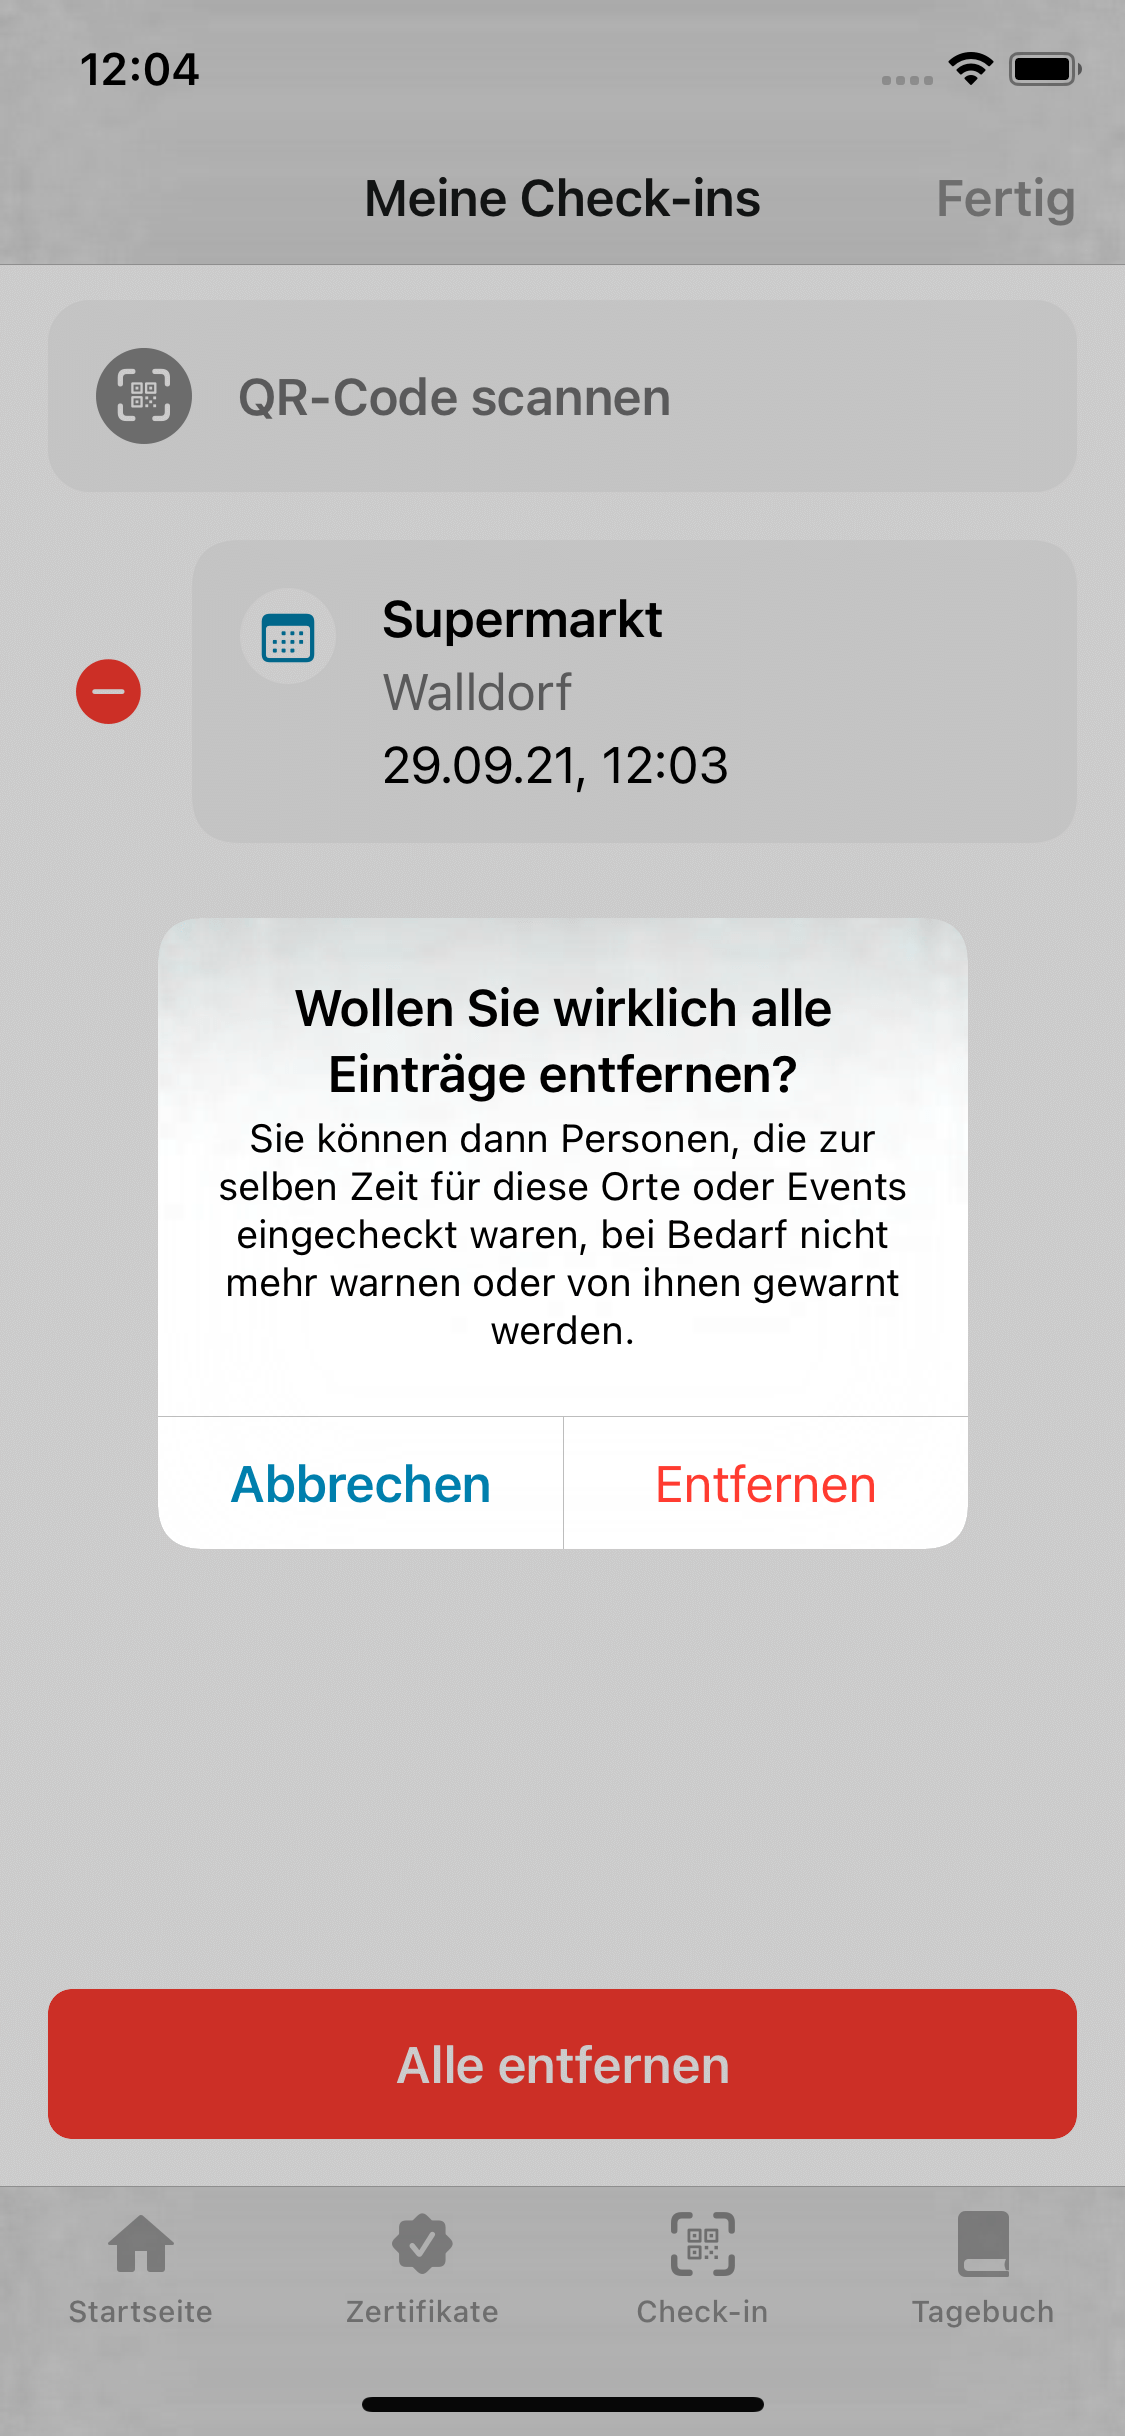 12:04
Meine Check-ins
Fertig
QR-Code scannen
Supermarkt
Walldorf
29.09.21, 12:03
Wollen Sie wirklich alle
Einträge entfernen?
Sie können dann Personen, die zur
selben Zeit für diese Orte oder Events
eingecheckt waren, bei Bedarf nicht
mehr warnen oder von ihnen gewarnt
werden.
Abbrechen
Entfernen
Alle entfernen
Startseite
Zertifikate
Check-in
Tagebuch